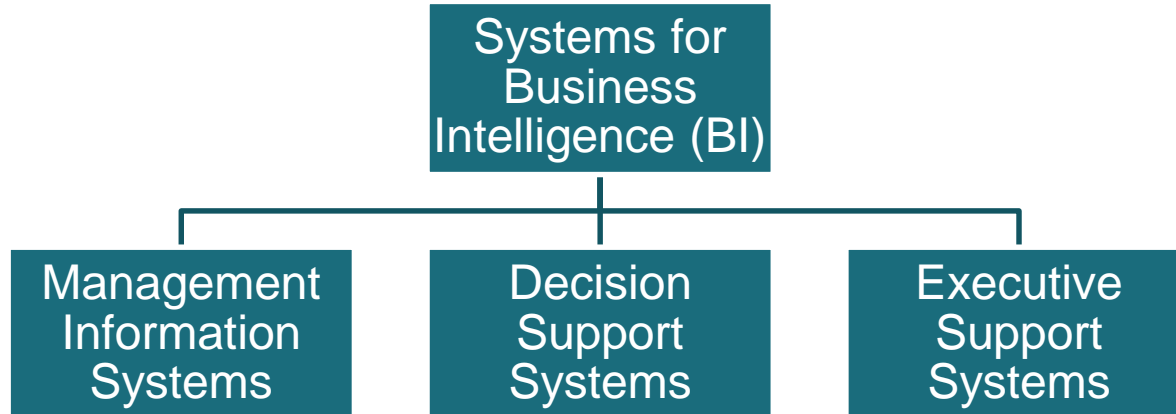 Systems for
Business
Intelligence (BI)
Management
Information
Systems
Decision
Support
Systems
Executive
Support
Systems